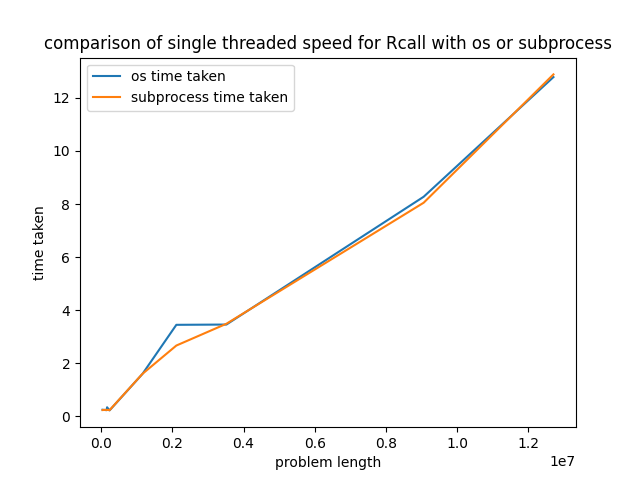 comparison of single threaded speed for Rcall with os or subprocess
os time taken
subprocess time taken
12
10
8
6
4
2
0
time taken
0.0 0.2 0.4 0.6 0.8 1.0 1.2
1e7
problem length